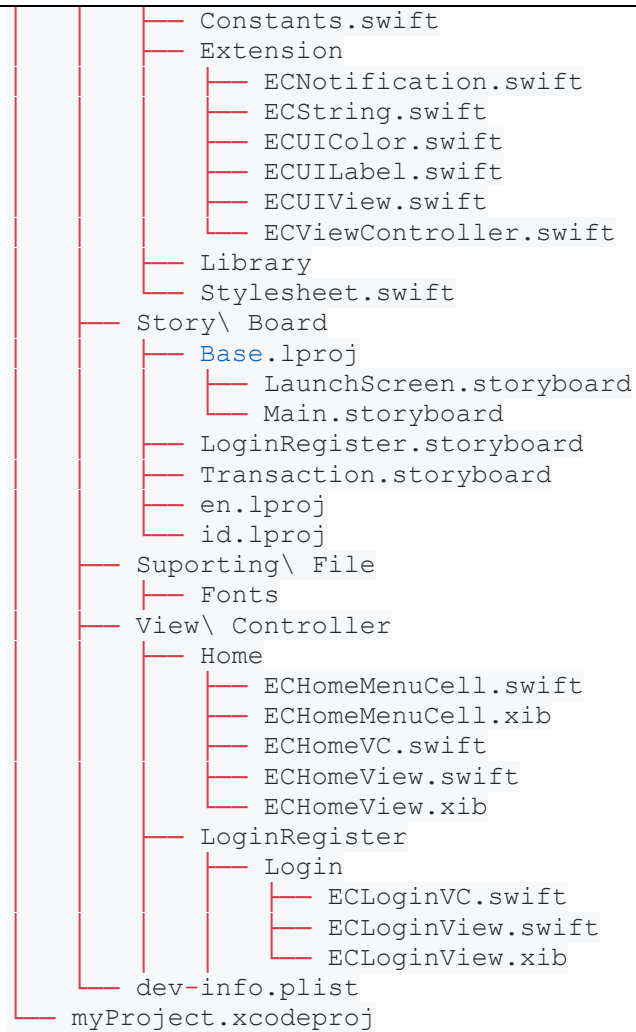 │   │   ├── Constants.swift
│   │   ├── Extension
│   │   │   ├── ECNotification.swift
│   │   │   ├── ECString.swift
│   │   │   ├── ECUIColor.swift
│   │   │   ├── ECUILabel.swift
│   │   │   ├── ECUIView.swift
│   │   │   └── ECViewController.swift
│   │   ├── Library
│   │   └── Stylesheet.swift
│   ├── Story\ Board
│   │   ├── Base.lproj
│   │   │   ├── LaunchScreen.storyboard
│   │   │   └── Main.storyboard
│   │   ├── LoginRegister.storyboard
│   │   ├── Transaction.storyboard
│   │   ├── en.lproj
│   │   └── id.lproj
│   ├── Suporting\ File
│   │   ├── Fonts
│   ├── View\ Controller
│   │   ├── Home
│   │   │   ├── ECHomeMenuCell.swift
│   │   │   ├── ECHomeMenuCell.xib
│   │   │   ├── ECHomeVC.swift
│   │   │   ├── ECHomeView.swift
│   │   │   └── ECHomeView.xib
│   │   ├── LoginRegister
│   │   │   ├── Login
│   │   │   │   ├── ECLoginVC.swift
│   │   │   │   ├── ECLoginView.swift
│   │   │   │   └── ECLoginView.xib
│   └── dev-info.plist
└── myProject.xcodeproj